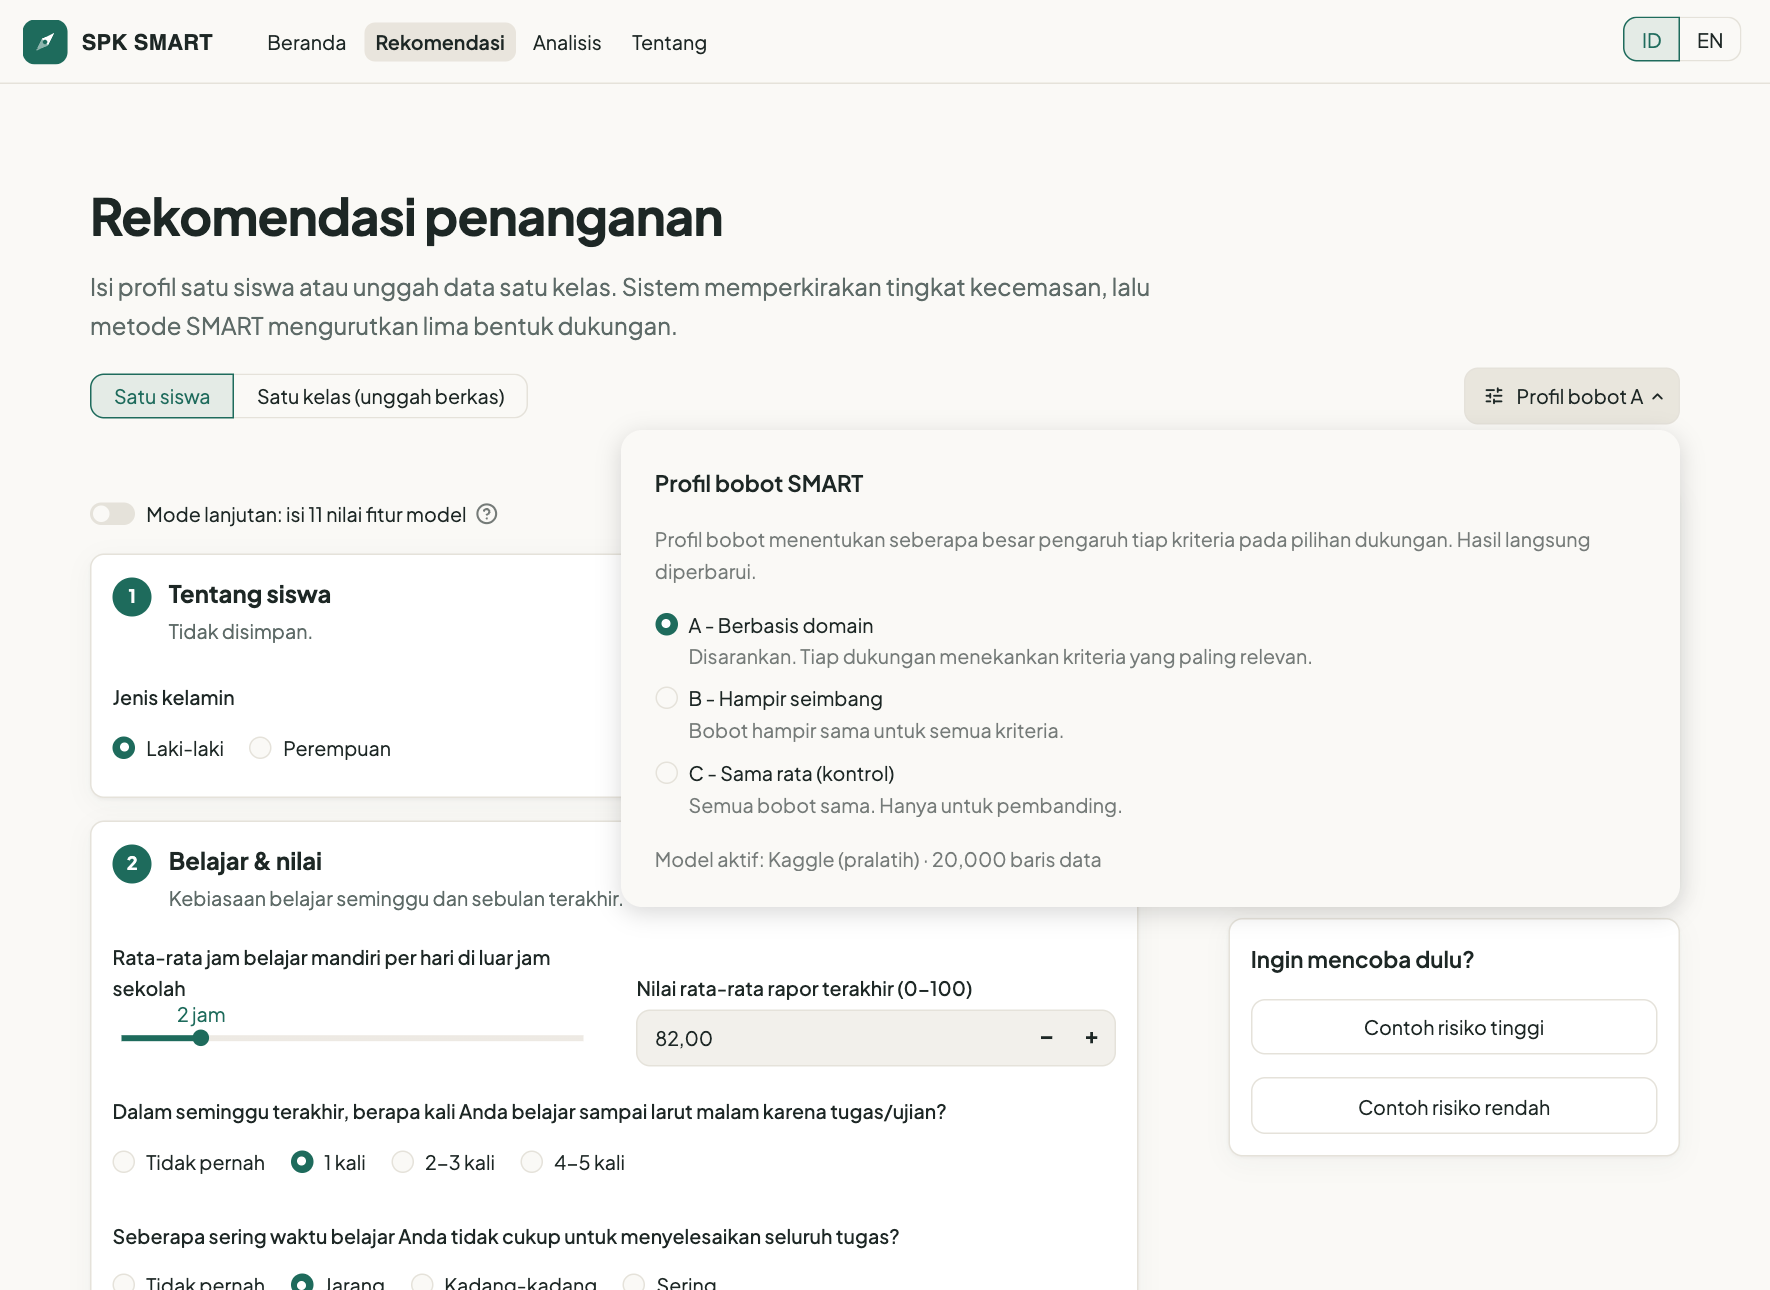 SPK SMART
Beranda
Rekomendasi
Analisis
Tentang
ID
EN
Rekomendasi penanganan
Isi profil satu siswa atau unggah data satu kelas. Sistem memperkirakan tingkat kecemasan, lalu
metode SMART mengurutkan lima bentuk dukungan.
Satu siswa
Satu kelas (unggah berkas)
Profil bobot A
Profil bobot SMART
Profil bobot menentukan seberapa besar pengaruh tiap kriteria pada pilihan dukungan. Hasil langsung
diperbarui.
A - Berbasis domain
Disarankan. Tiap dukungan menekankan kriteria yang paling relevan.
B - Hampir seimbang
Bobot hampir sama untuk semua kriteria.
C - Sama rata (kontrol)
Semua bobot sama. Hanya untuk pembanding.
Model aktif: Kaggle (pralatih) · 20,000 baris data
Mode lanjutan: isi 11 nilai fitur model
?
1
Tentang siswa
Tidak disimpan.
Jenis kelamin
Laki-laki
Perempuan
2
Belajar & nilai
Kebiasaan belajar seminggu dan sebulan terakhir.
Rata-rata jam belajar mandiri per hari di luar jam
sekolah
2 jam
Nilai rata-rata rapor terakhir (0–100)
82,00
− +
Dalam seminggu terakhir, berapa kali Anda belajar sampai larut malam karena tugas/ujian?
Tidak pernah
1 kali
2–3 kali
4–5 kali
Seberapa sering waktu belajar Anda tidak cukup untuk menyelesaikan seluruh tugas?
Tidak pernah
Jarang
Kadang-kadang
Sering
Ingin mencoba dulu?
Contoh risiko tinggi
Contoh risiko rendah